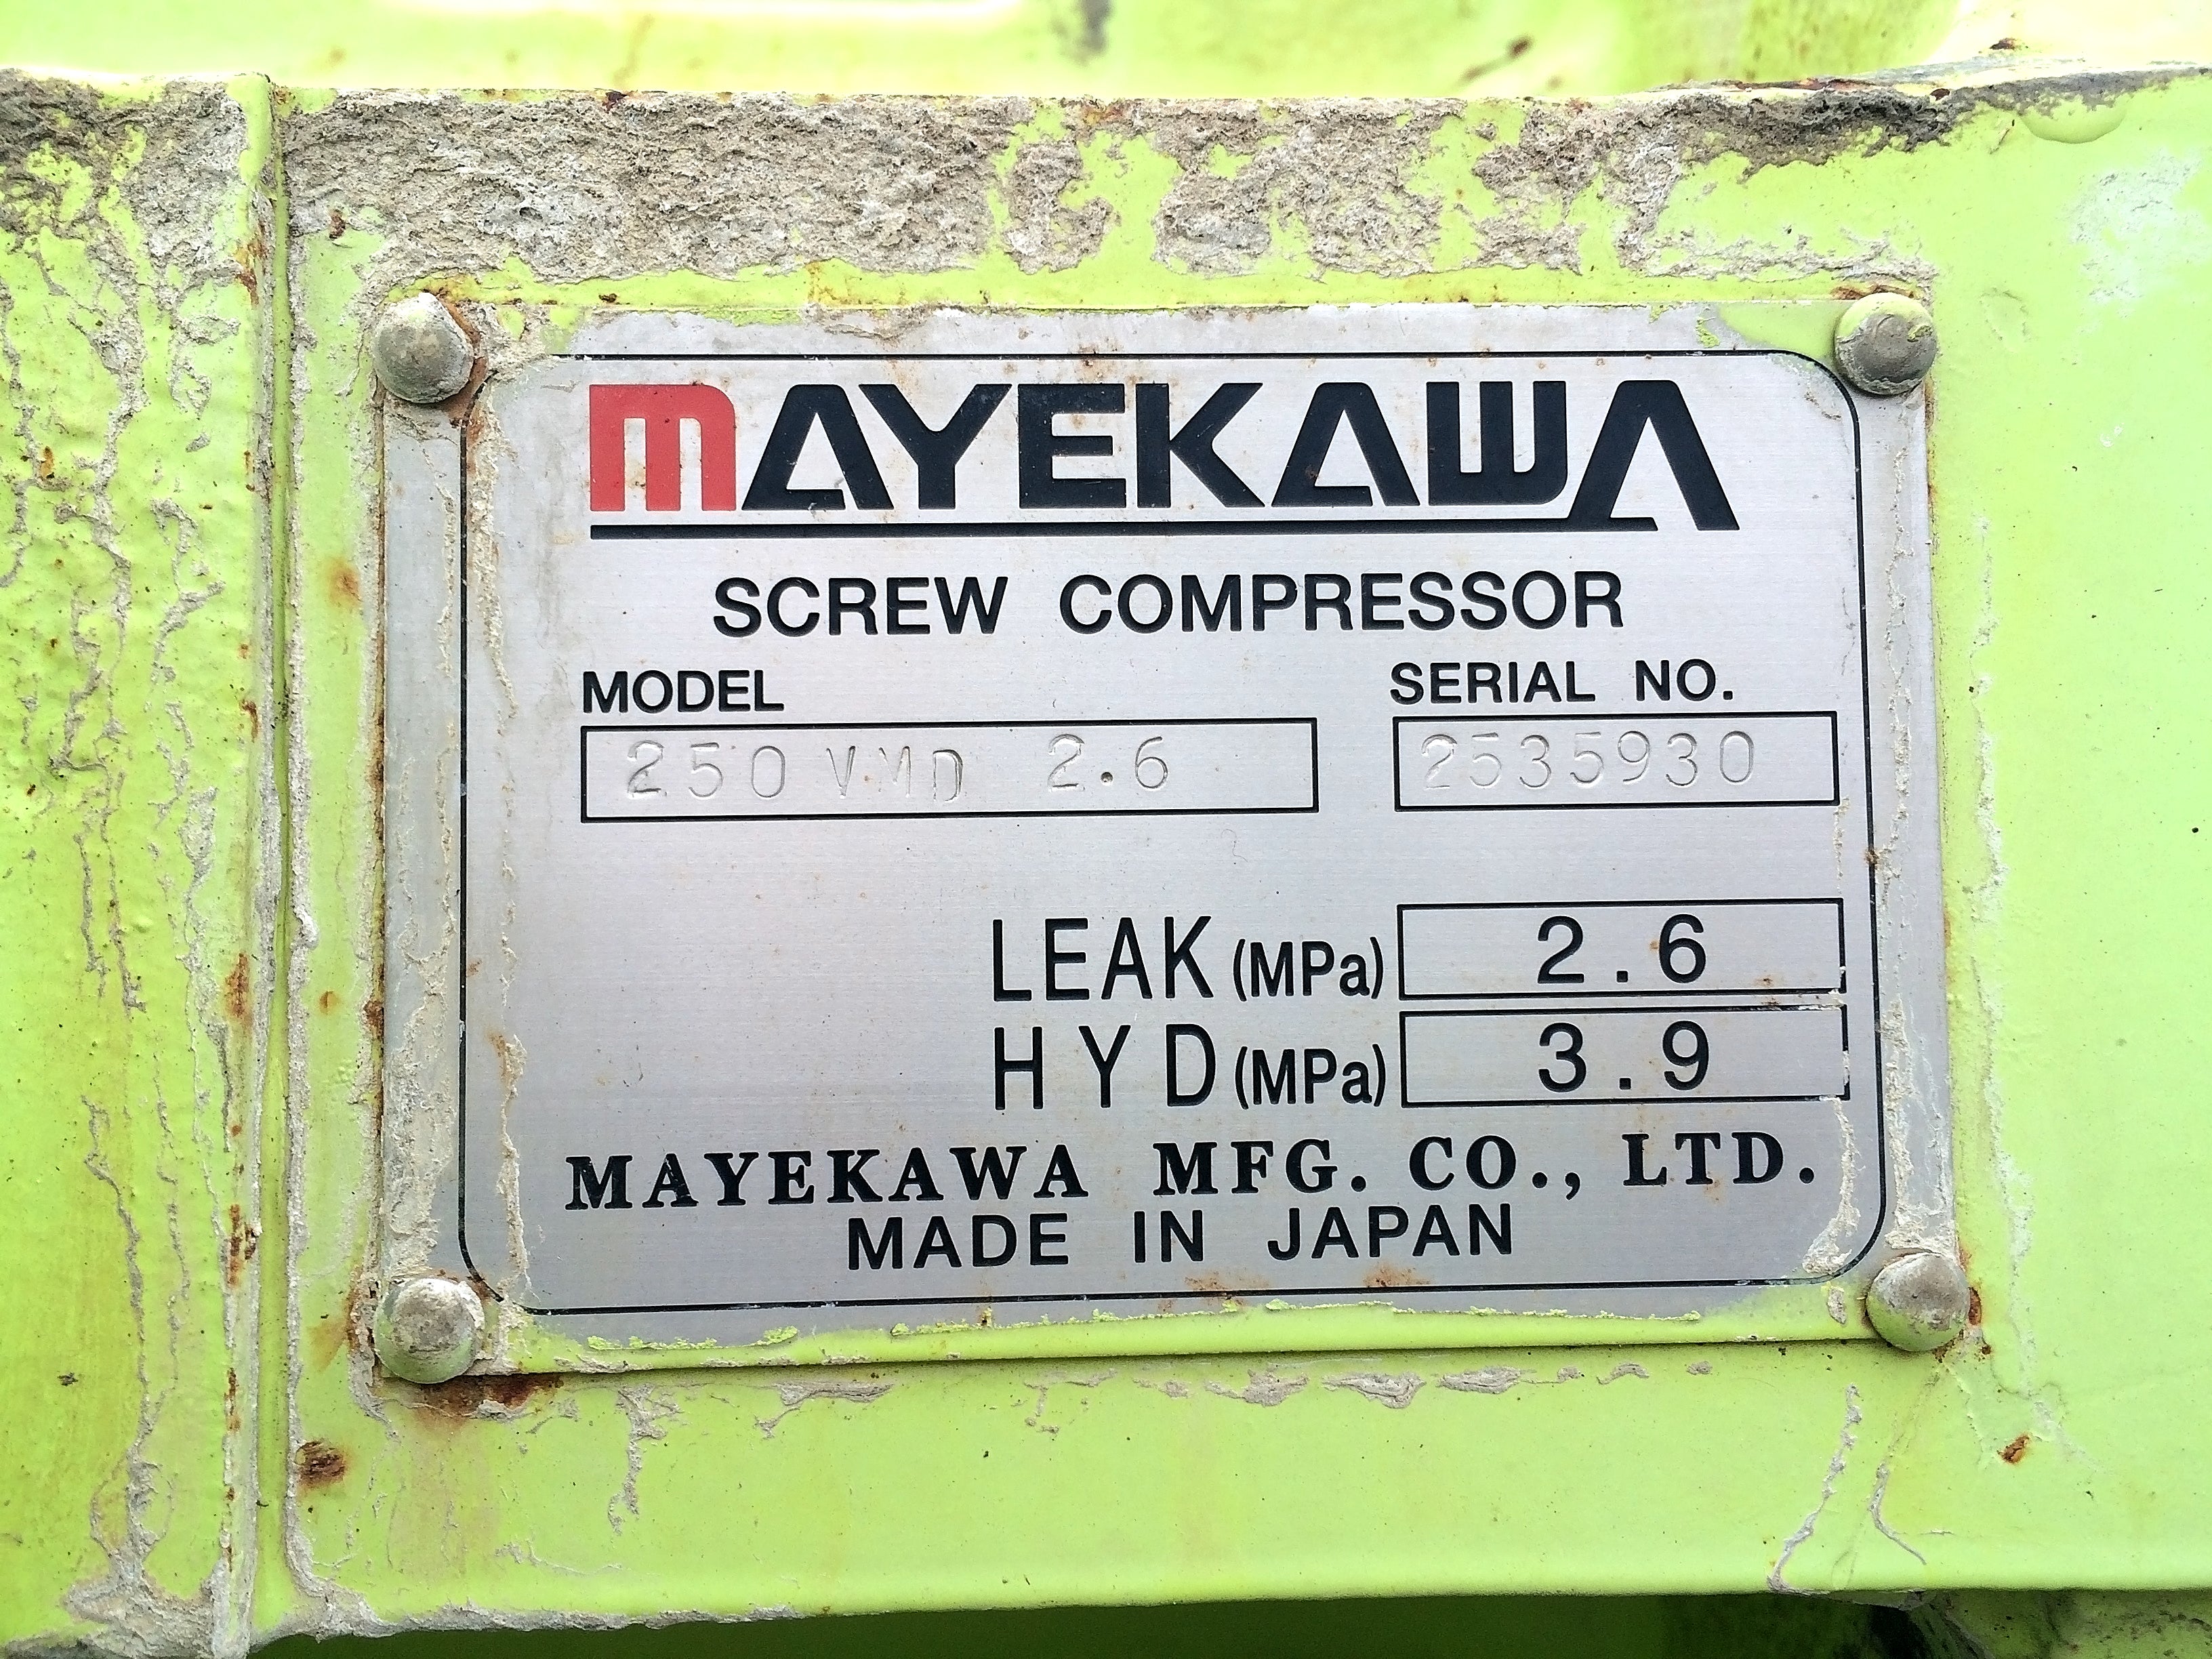 MAYEKAWA
SCREW COMPRESSOR
MODEL SERIAL NO.
250 VMD 2.6 2535930
LEAK (MPa) 2.6
HYD (MPa) 3.9
MAYEKAWA MFG. CO., LTD.
MADE IN JAPAN